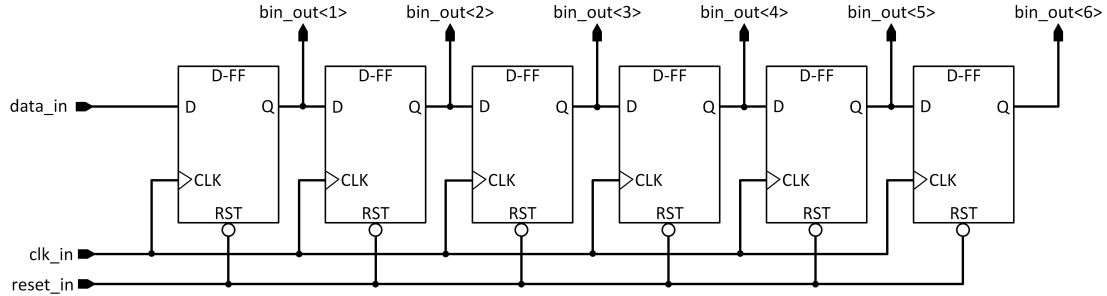 bin_out<1> bin_out<2> bin_out<3> bin_out<4> bin_out<5> bin_out<6>
D-FF D-FF D-FF D-FF D-FF D-FF
data_in D Q D Q D Q D Q D Q D Q
CLK CLK CLK CLK CLK CLK
RST RST RST RST RST RST
clk_in
reset_in